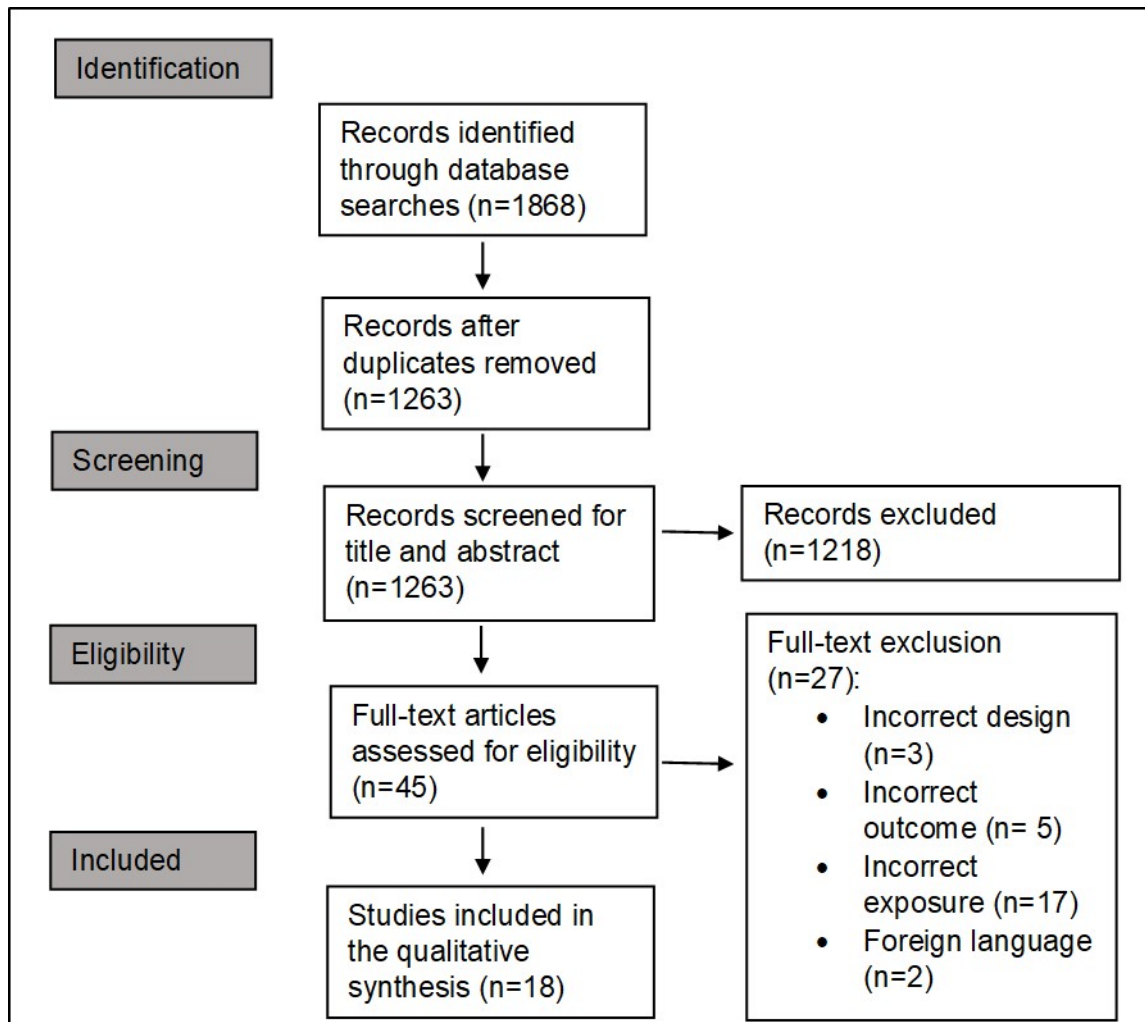 Identification
Records identified
through database
searches (n=1868)
Records after
duplicates removed
(n=1263)
Screening
Records screened for
title and abstract
(n=1263)
Records excluded
(n=1218)
Eligibility
Full-text articles
assessed for eligibility
(n=45)
Full-text exclusion
(n=27):
• Incorrect design
(n=3)
• Incorrect
outcome (n= 5)
• Incorrect
exposure (n=17)
• Foreign language
(n=2)
Included
Studies included in
the qualitative
synthesis (n=18)